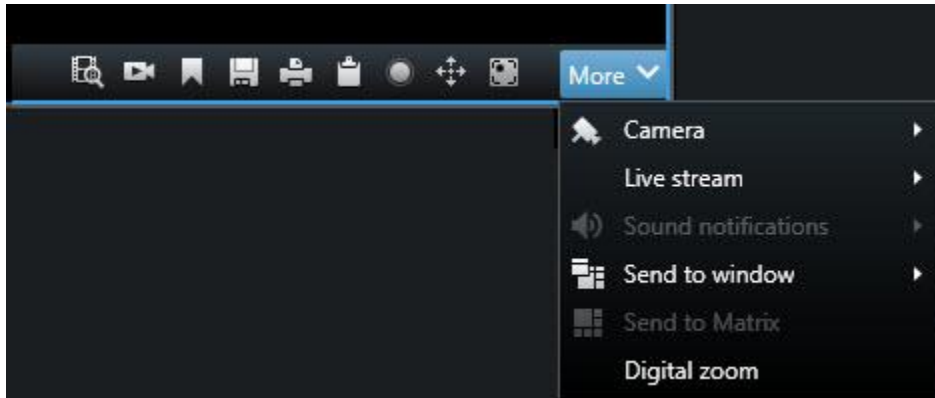 More
Camera
Live stream
Sound notifications
Send to window
Send to Matrix
Digital zoom